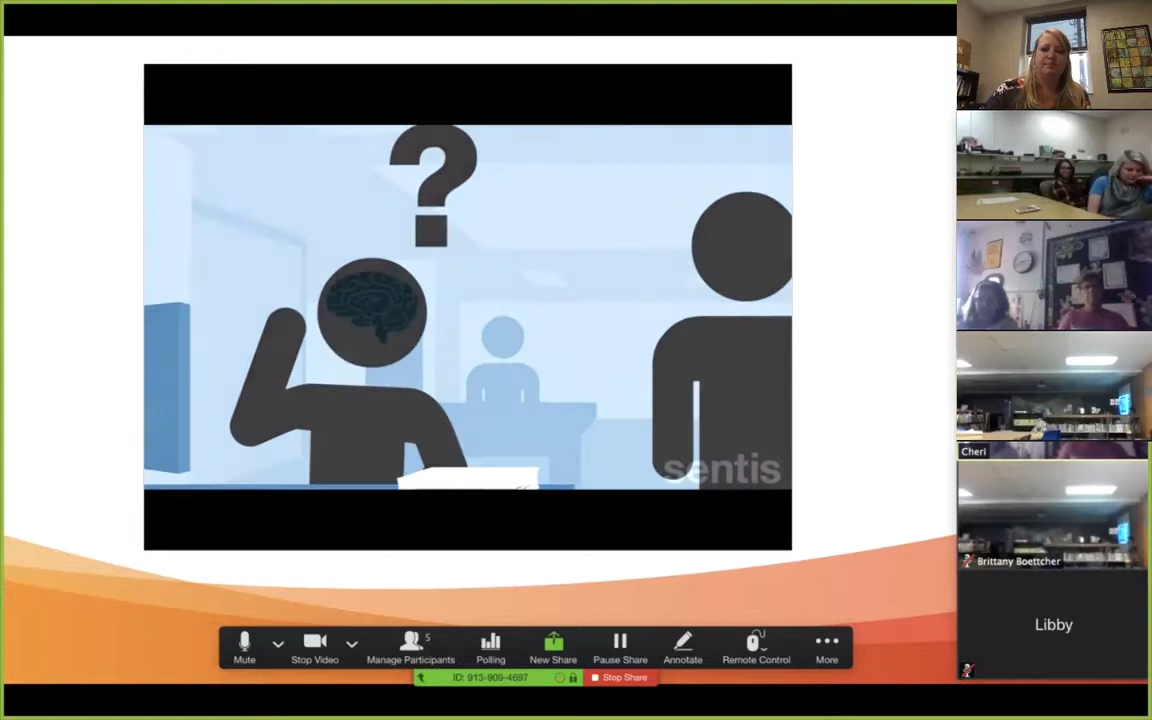 ?
sentis
Cheri
Brittany Boettcher
Libby
5
Mute
Stop Video
Manage Participants
Polling
New Share
Pause Share
Annotate
Remote Control
More
ID: 913-909-4697
Stop Share